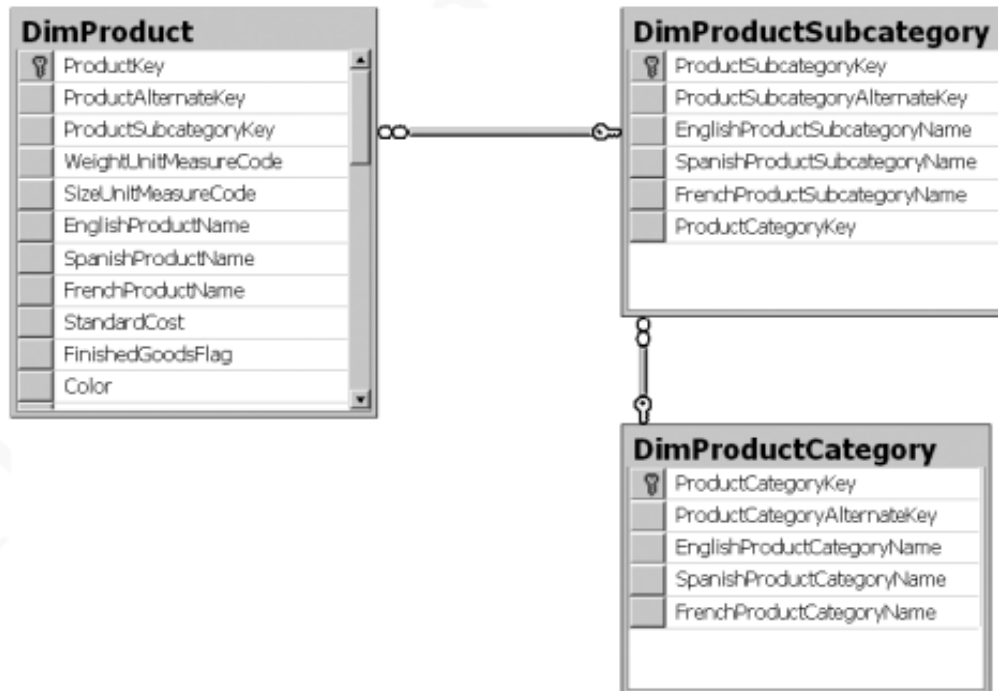 DimProduct
ProductKey
ProductAlternateKey
ProductSubcategoryKey
WeightUnitMeasureCode
SizeUnitMeasureCode
EnglishProductName
SpanishProductName
FrenchProductName
StandardCost
FinishedGoodsFlag
Color
DimProductSubcategory
ProductSubcategoryKey
ProductSubcategoryAlternateKey
EnglishProductSubcategoryName
SpanishProductSubcategoryName
FrenchProductSubcategoryName
ProductCategoryKey
DimProductCategory
ProductCategoryKey
ProductCategoryAlternateKey
EnglishProductCategoryName
SpanishProductCategoryName
FrenchProductCategoryName